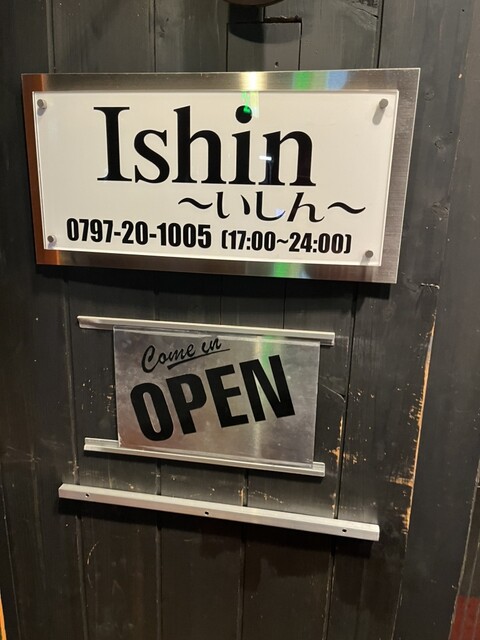 Ishin
～いしん～
0797-20-1005 (17:00~24:00)
Come in
OPEN